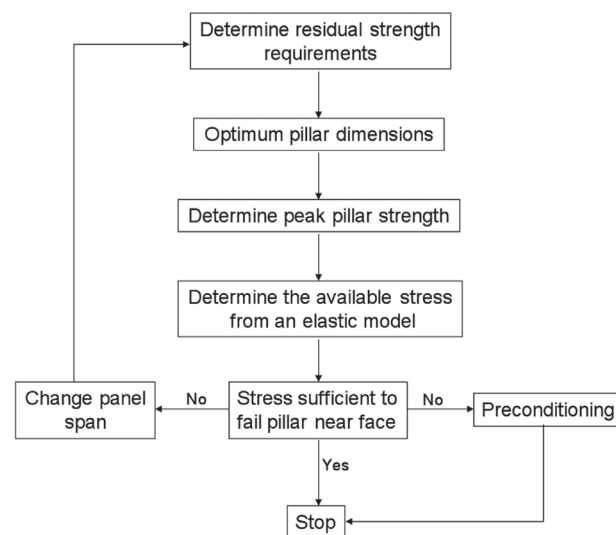 Determine residual strength
requirements
Optimum pillar dimensions
Determine peak pillar strength
Determine the available stress
from an elastic model
Change panel
span
No
Stress sufficient to
fail pillar near face
No
Preconditioning
Yes
Stop